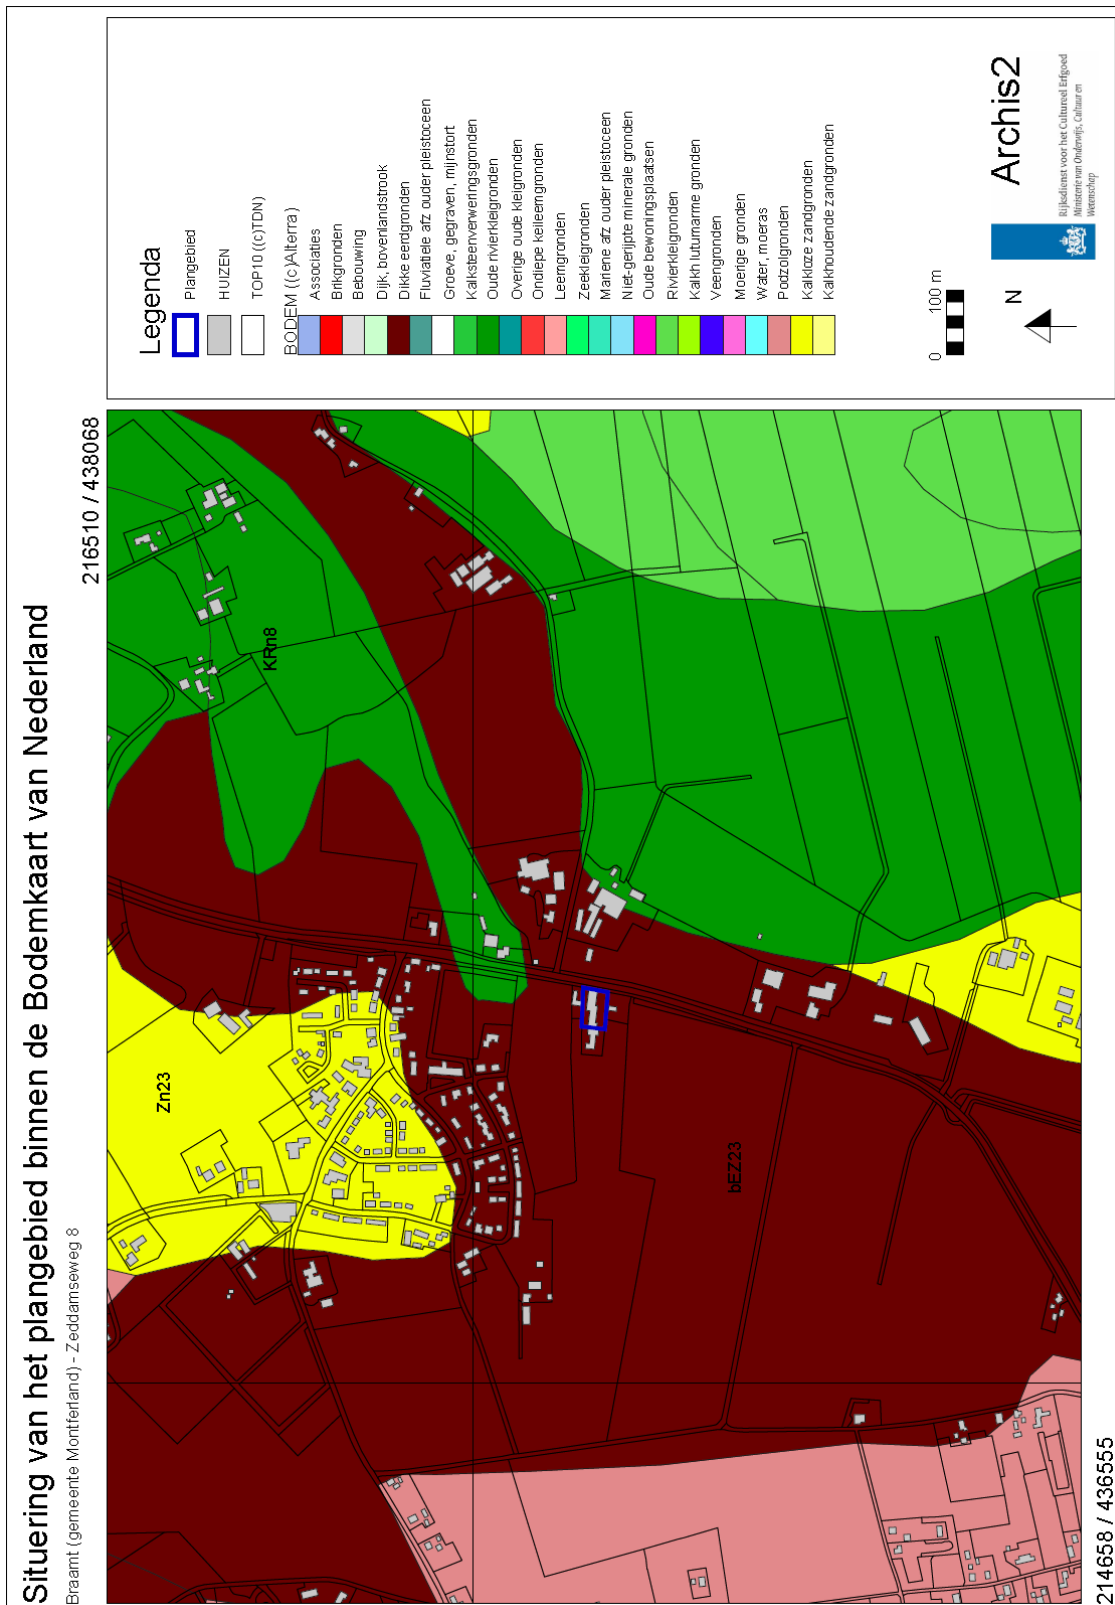 Situering van het plangebied binnen de Bodemkaart van Nederland
Braamt (gemeente Montferland) - Zeddamseweg 8
216510 / 438068
KRn8
Zn23
bEZ23
214658 / 436555
Legenda
Plangebied
HUIZEN
TOP10 ((c)TDN)
BODEM ((c)Alterra)
Associaties
Brikgronden
Bebouwing
Dijk, bovenlandstrook
Dikke eerdgronden
Fluviatiele afz ouder pleistoceen
Groeve, gegraven, mijnstort
Kalksteenverweringsgronden
Oude rivierkleigronden
Overige oude kleigronden
Ondiepe keileemgronden
Leemgronden
Zeekleigronden
Mariene afz ouder pleistoceen
Niet-gerijpte minerale gronden
Oude bewoningsplaatsen
Rivierkleigronden
Kalkh lutumarme gronden
Veengronden
Moerige gronden
Water, moeras
Podzolgronden
Kalkloze zandgronden
Kalkhoudende zandgronden
0 100 m
N
Archis2
Rijksdienst voor het Cultureel Erfgoed
Ministerie van Onderwijs, Cultuur en
Wetenschap